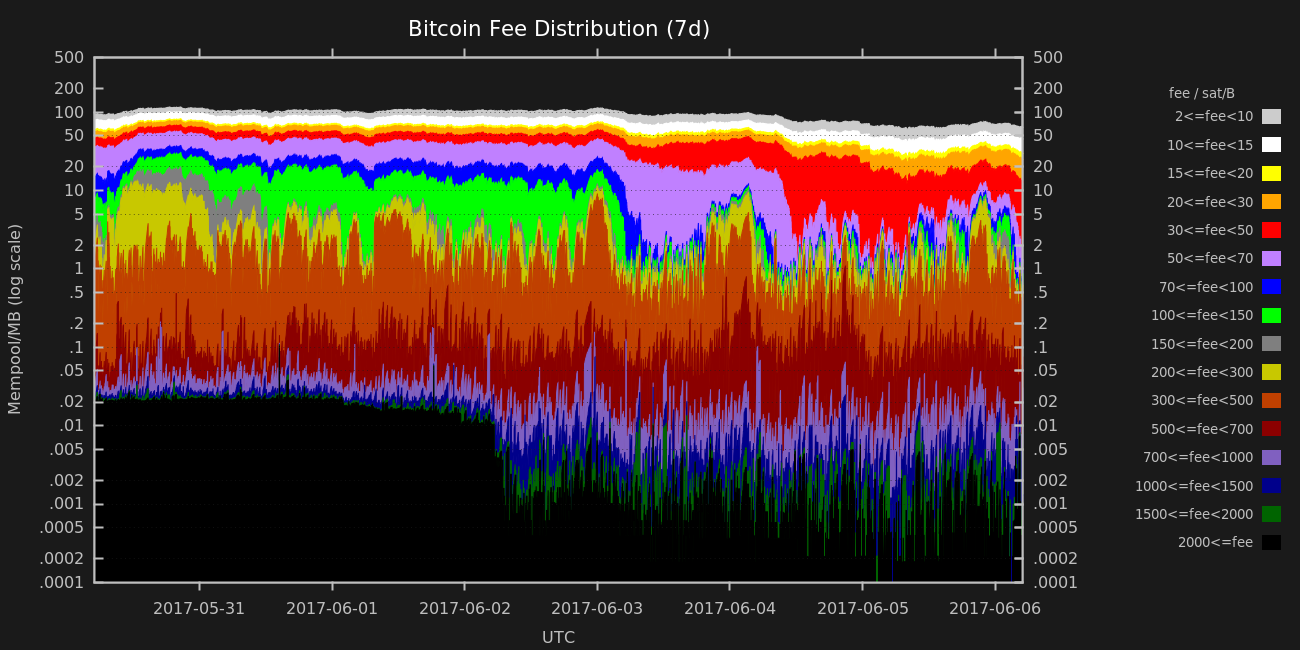 Bitcoin Fee Distribution (7d)
500
200
100
50
20
10
5
2
1
.5
.2
.1
.05
.02
.01
.005
.002
.001
.0005
.0002
.0001
Mempool/MB (log scale)
500
200
100
50
20
10
5
2
1
.5
.2
.1
.05
.02
.01
.005
.002
.001
.0005
.0002
.0001
2017-05-31
2017-06-01
2017-06-02
2017-06-03
2017-06-04
2017-06-05
2017-06-06
UTC
fee / sat/B
2<=fee<10
10<=fee<15
15<=fee<20
20<=fee<30
30<=fee<50
50<=fee<70
70<=fee<100
100<=fee<150
150<=fee<200
200<=fee<300
300<=fee<500
500<=fee<700
700<=fee<1000
1000<=fee<1500
1500<=fee<2000
2000<=fee